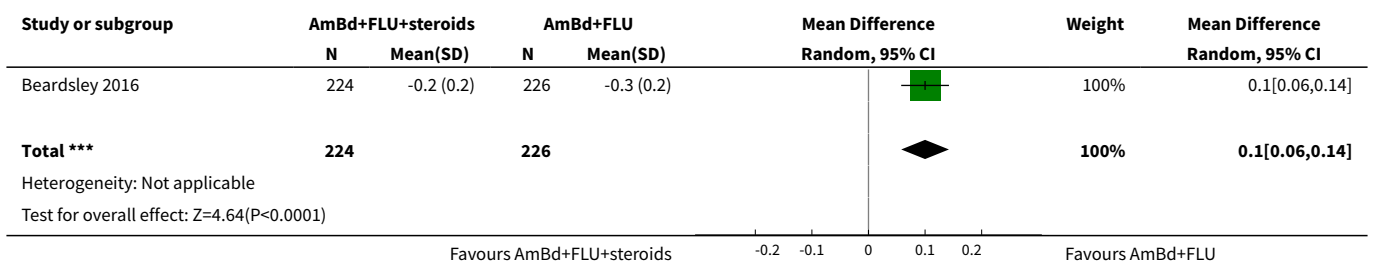 Study or subgroup AmBd+FLU+steroids AmBd+FLU Mean Difference Weight Mean Difference
N Mean(SD) N Mean(SD) Random, 95% CI Random, 95% CI
Beardsley 2016 224 -0.2 (0.2) 226 -0.3 (0.2) 100% 0.1[0.06,0.14]
Total *** 224 226 100% 0.1[0.06,0.14]
Heterogeneity: Not applicable
Test for overall effect: Z=4.64(P<0.0001)
Favours AmBd+FLU+steroids -0.2 -0.1 0 0.1 0.2 Favours AmBd+FLU